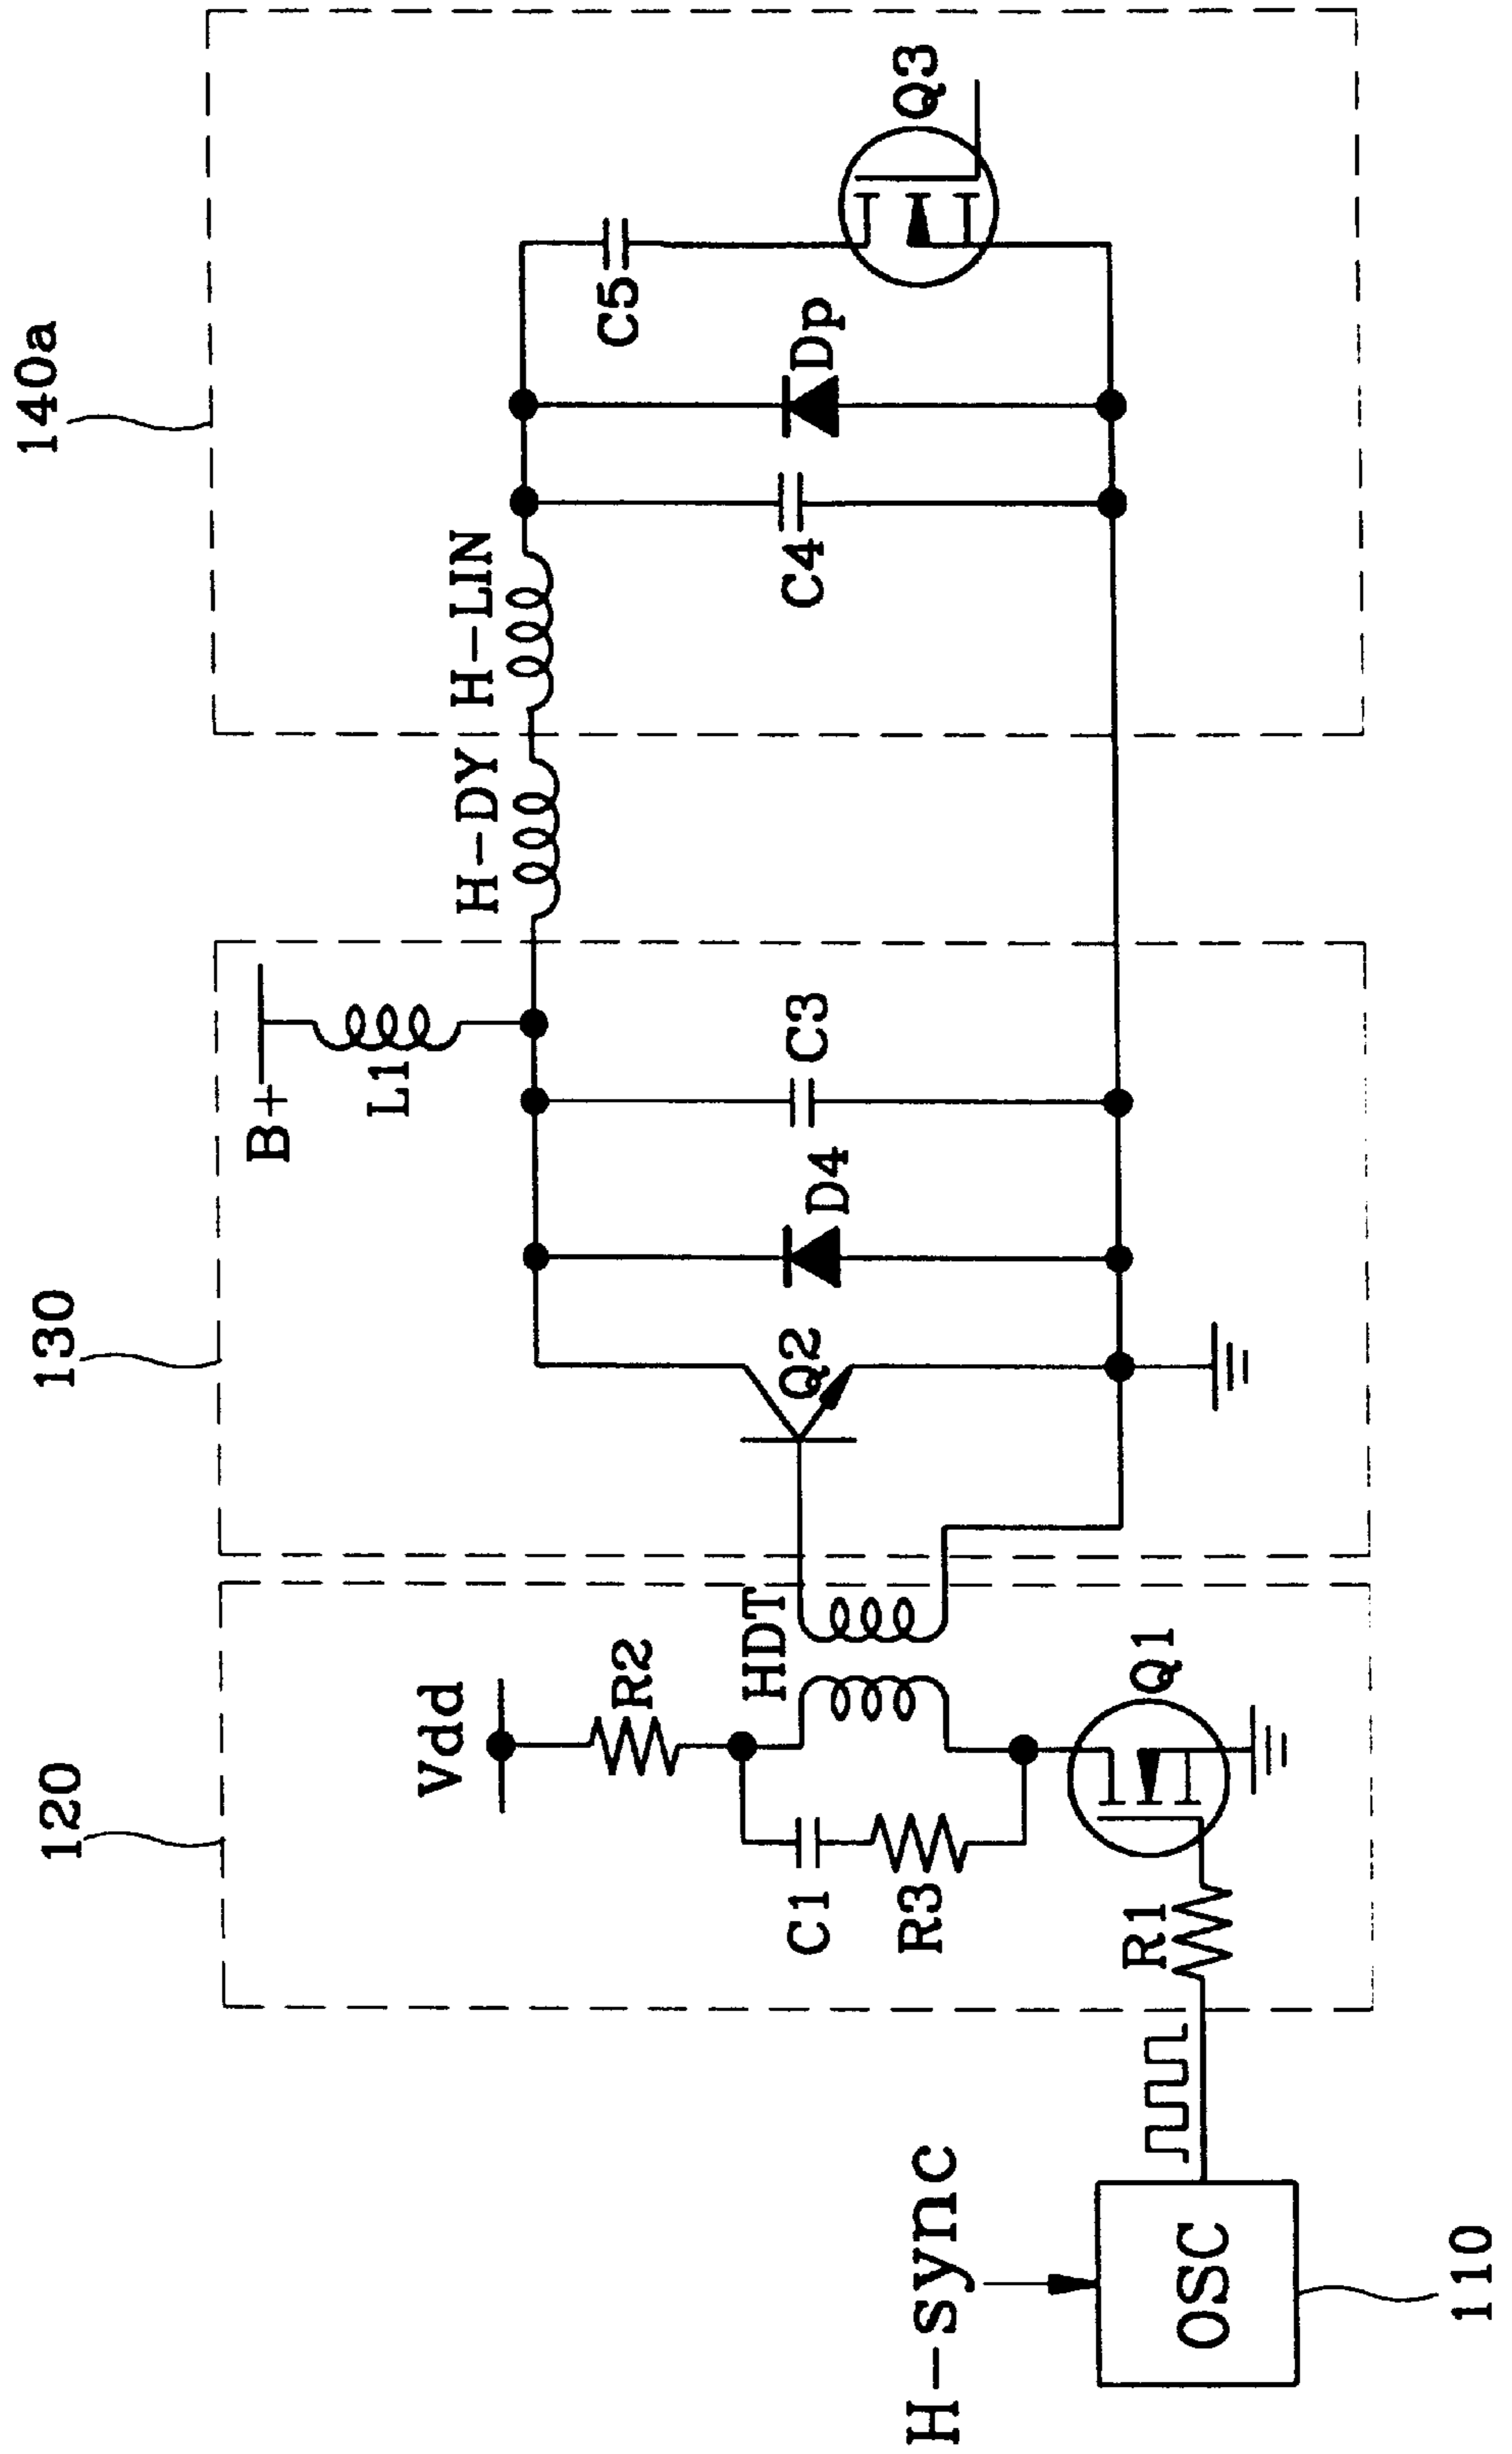 120
130
140a
Vdd
R2
HDT
C1
R3
R1
Q1
B+
L1
Q2
D4
C3
H-DY
H-LIN
C4
Dp
C5
Q3
H-sync
OSC
110